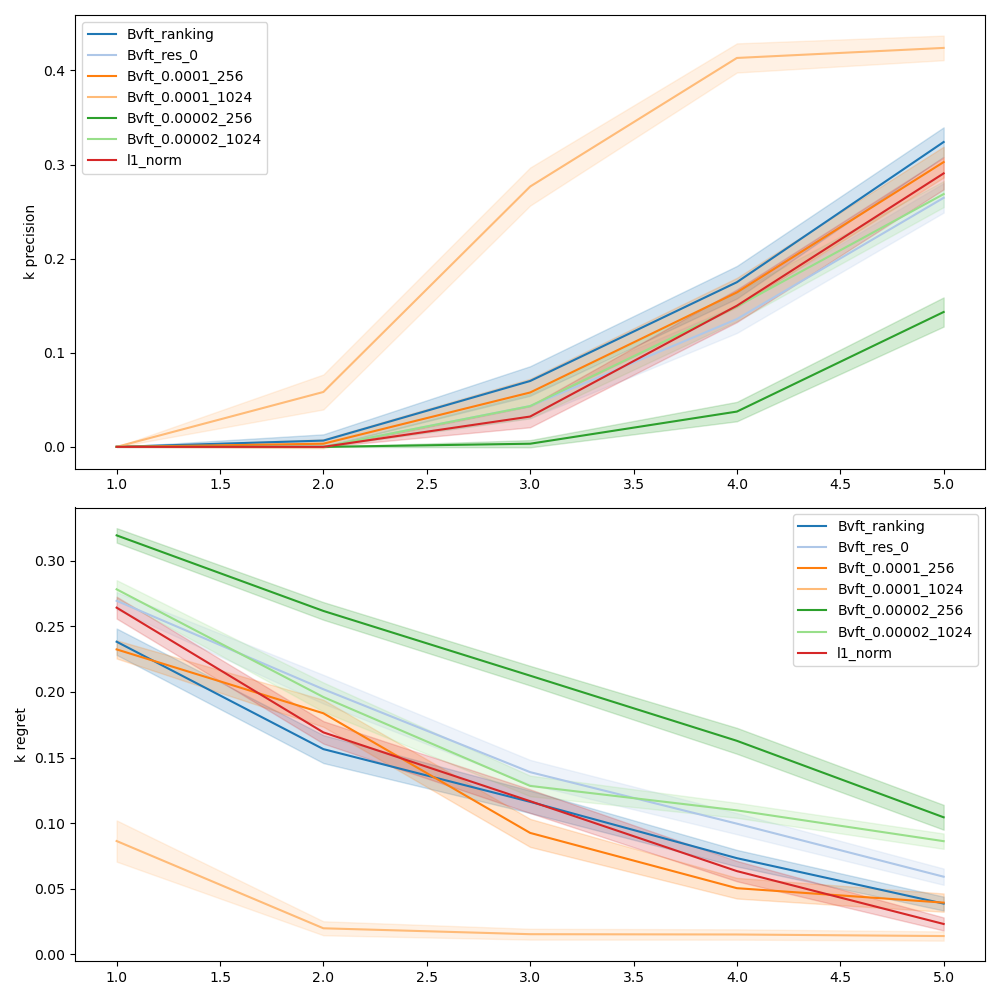 Bvft_ranking
Bvft_res_0
Bvft_0.0001_256
Bvft_0.0001_1024
Bvft_0.00002_256
Bvft_0.00002_1024
l1_norm
k precision
0.4
0.3
0.2
0.1
0.0
1.0 1.5 2.0 2.5 3.0 3.5 4.0 4.5 5.0
Bvft_ranking
Bvft_res_0
Bvft_0.0001_256
Bvft_0.0001_1024
Bvft_0.00002_256
Bvft_0.00002_1024
l1_norm
k regret
0.30
0.25
0.20
0.15
0.10
0.05
0.00
1.0 1.5 2.0 2.5 3.0 3.5 4.0 4.5 5.0